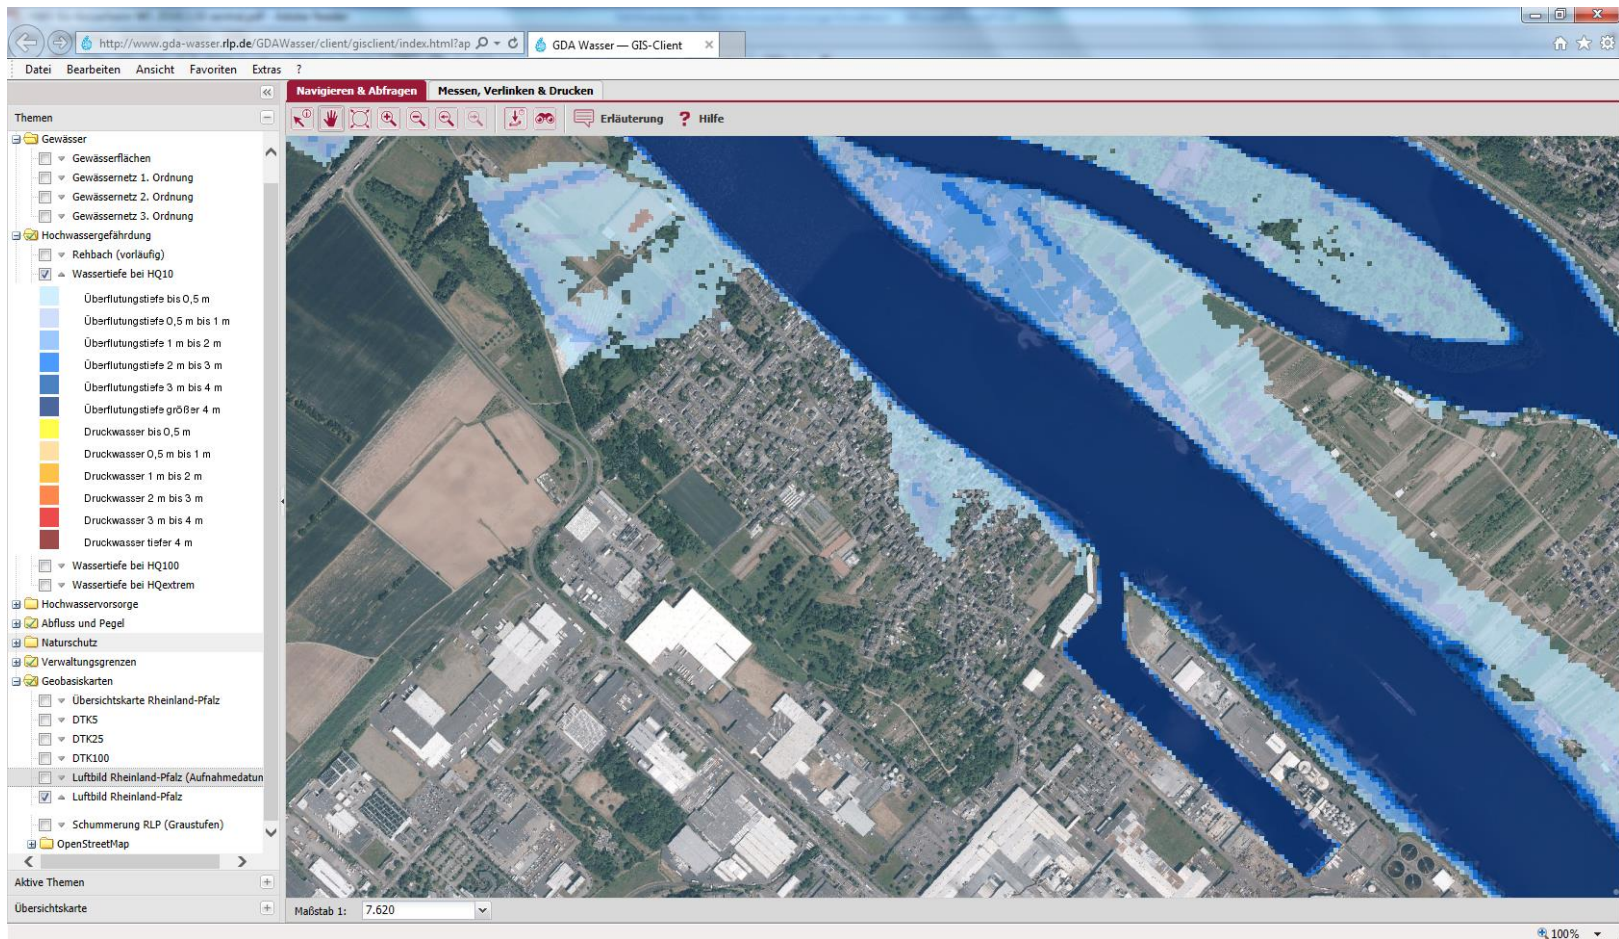 http://www.gda-wasser.rlp.de/GDAWasser/client/gisclient/index.html?ap
GDA Wasser — GIS-Client
Datei Bearbeiten Ansicht Favoriten Extras ?
Navigieren & Abfragen Messen, Verlinken & Drucken
Themen
Erläuterung ? Hilfe
Gewässer
Gewässerflächen
Gewässernetz 1. Ordnung
Gewässernetz 2. Ordnung
Gewässernetz 3. Ordnung
Hochwassergefährdung
Rehbach (vorläufig)
Wassertiefe bei HQ10
Überflutungstiefe bis 0,5 m
Überflutungstiefe 0,5 m bis 1 m
Überflutungstiefe 1 m bis 2 m
Überflutungstiefe 2 m bis 3 m
Überflutungstiefe 3 m bis 4 m
Überflutungstiefe größer 4 m
Druckwasser bis 0,5 m
Druckwasser 0,5 m bis 1 m
Druckwasser 1 m bis 2 m
Druckwasser 2 m bis 3 m
Druckwasser 3 m bis 4 m
Druckwasser tiefer 4 m
Wassertiefe bei HQ100
Wassertiefe bei HQextrem
Hochwasservorsorge
Abfluss und Pegel
Naturschutz
Verwaltungsgrenzen
Geobasiskarten
Übersichtskarte Rheinland-Pfalz
DTK5
DTK25
DTK100
Luftbild Rheinland-Pfalz (Aufnahmedatun
Luftbild Rheinland-Pfalz
Schummerung RLP (Graustufen)
OpenStreetMap
Aktive Themen
Übersichtskarte
Maßstab 1: 7.620
100%